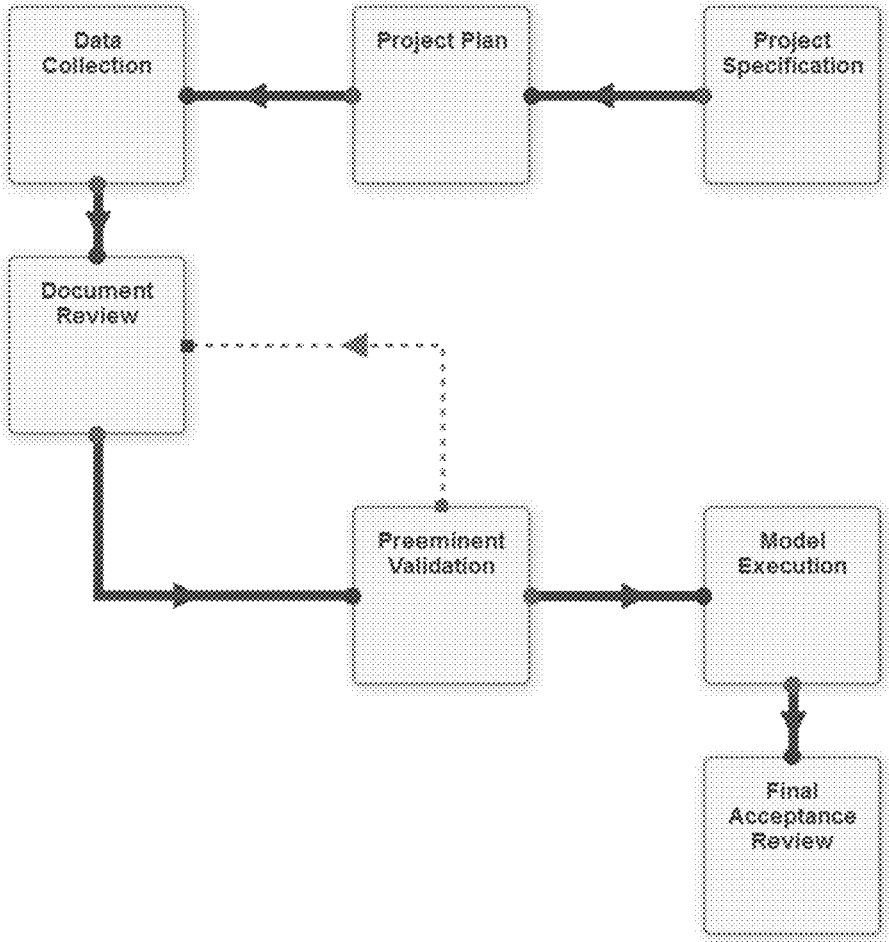 Data
Collection
Project Plan
Project
Specification
Document
Review
Preeminent
Validation
Model
Execution
Final
Acceptance
Review